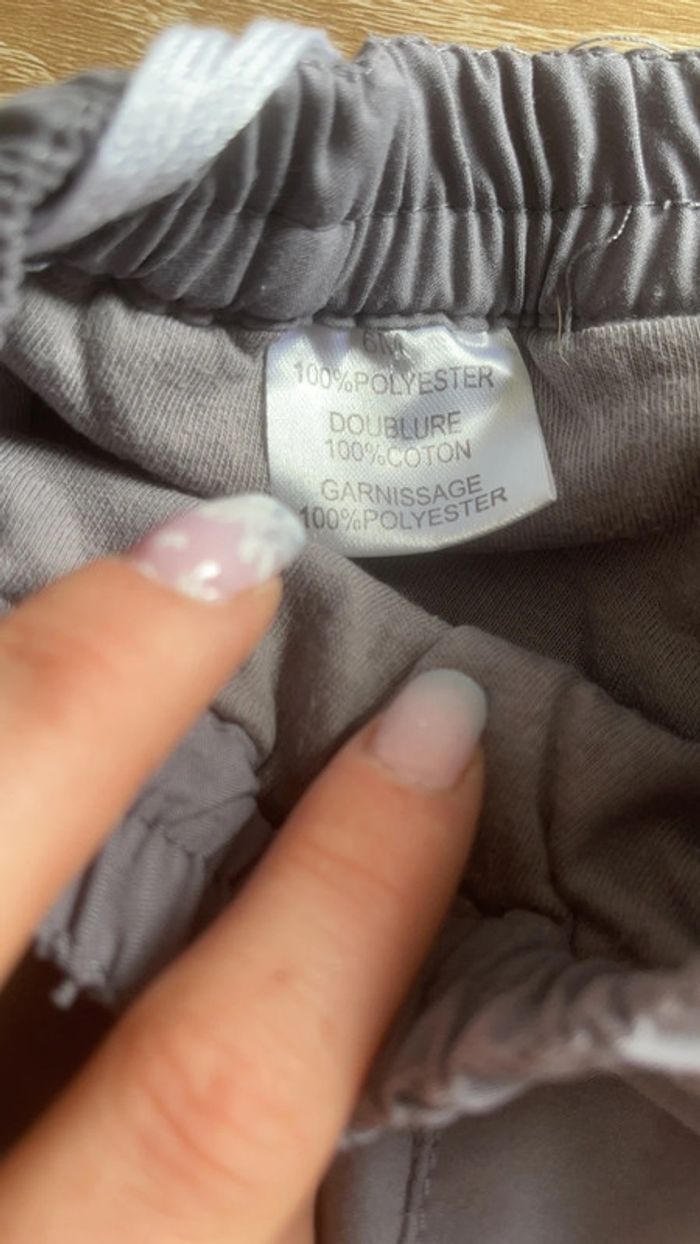 6M
100%POLYESTER
DOUBLURE
100%COTON
GARNISSAGE
100%POLYESTER